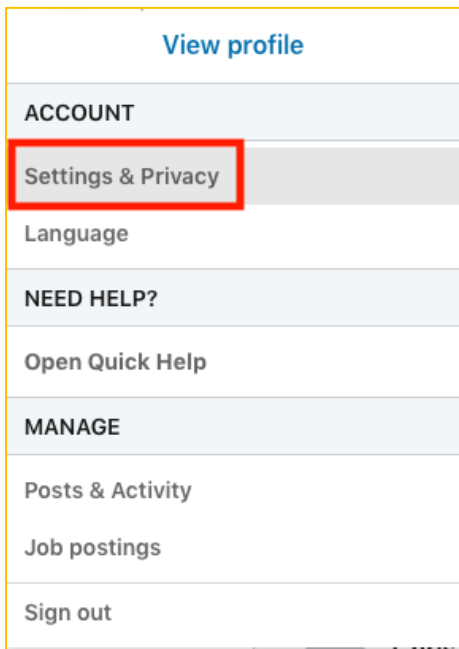 View profile
ACCOUNT
Settings & Privacy
Language
NEED HELP?
Open Quick Help
MANAGE
Posts & Activity
Job postings
Sign out